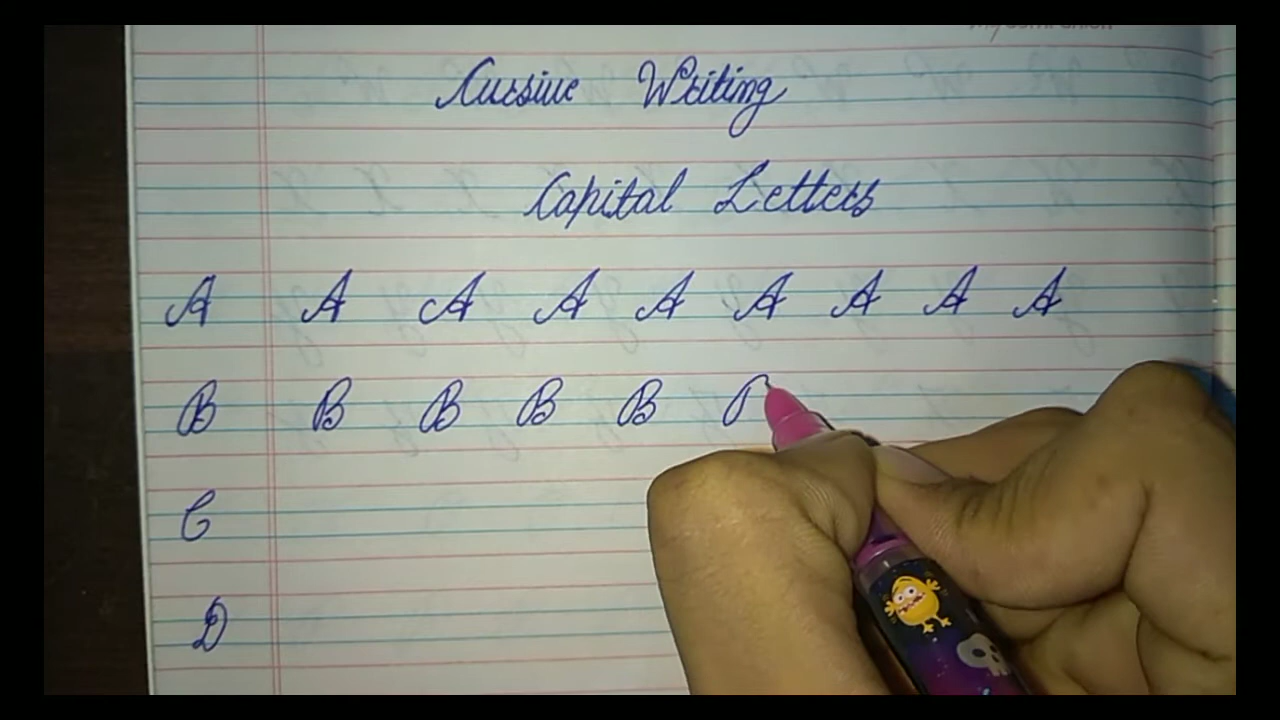 Cursive Writing
Capital Letters
A A A A A A A A A
B B B B B
C
D